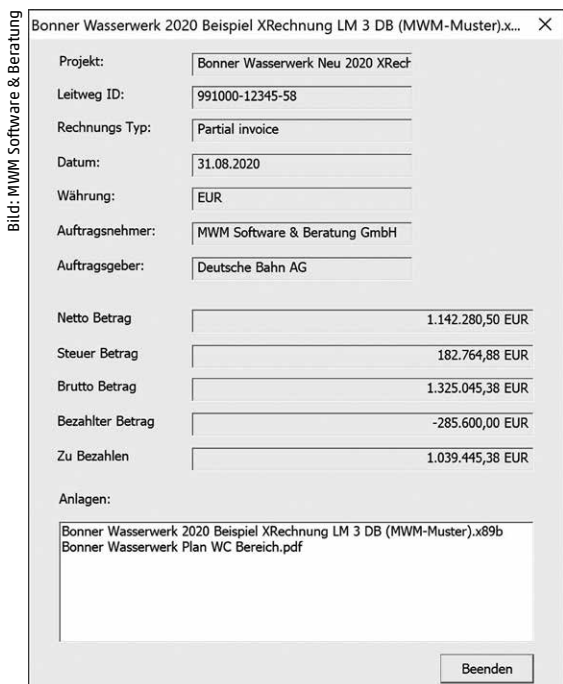 Bonner Wasserwerk 2020 Beispiel XRechnung LM 3 DB (MWM-Muster).x...
Projekt: Bonner Wasserwerk Neu 2020 XRech
Leitweg ID: 991000-12345-58
Rechnungs Typ: Partial invoice
Datum: 31.08.2020
Währung: EUR
Auftragsnehmer: MWM Software & Beratung GmbH
Auftragsgeber: Deutsche Bahn AG
Netto Betrag 1.142.280,50 EUR
Steuer Betrag 182.764,88 EUR
Brutto Betrag 1.325.045,38 EUR
Bezahlter Betrag -285.600,00 EUR
Zu Bezahlen 1.039.445,38 EUR
Anlagen:
Bonner Wasserwerk 2020 Beispiel XRechnung LM 3 DB (MWM-Muster).x89b
Bonner Wasserwerk Plan WC Bereich.pdf
Beenden
Bild: MWM Software & Beratung